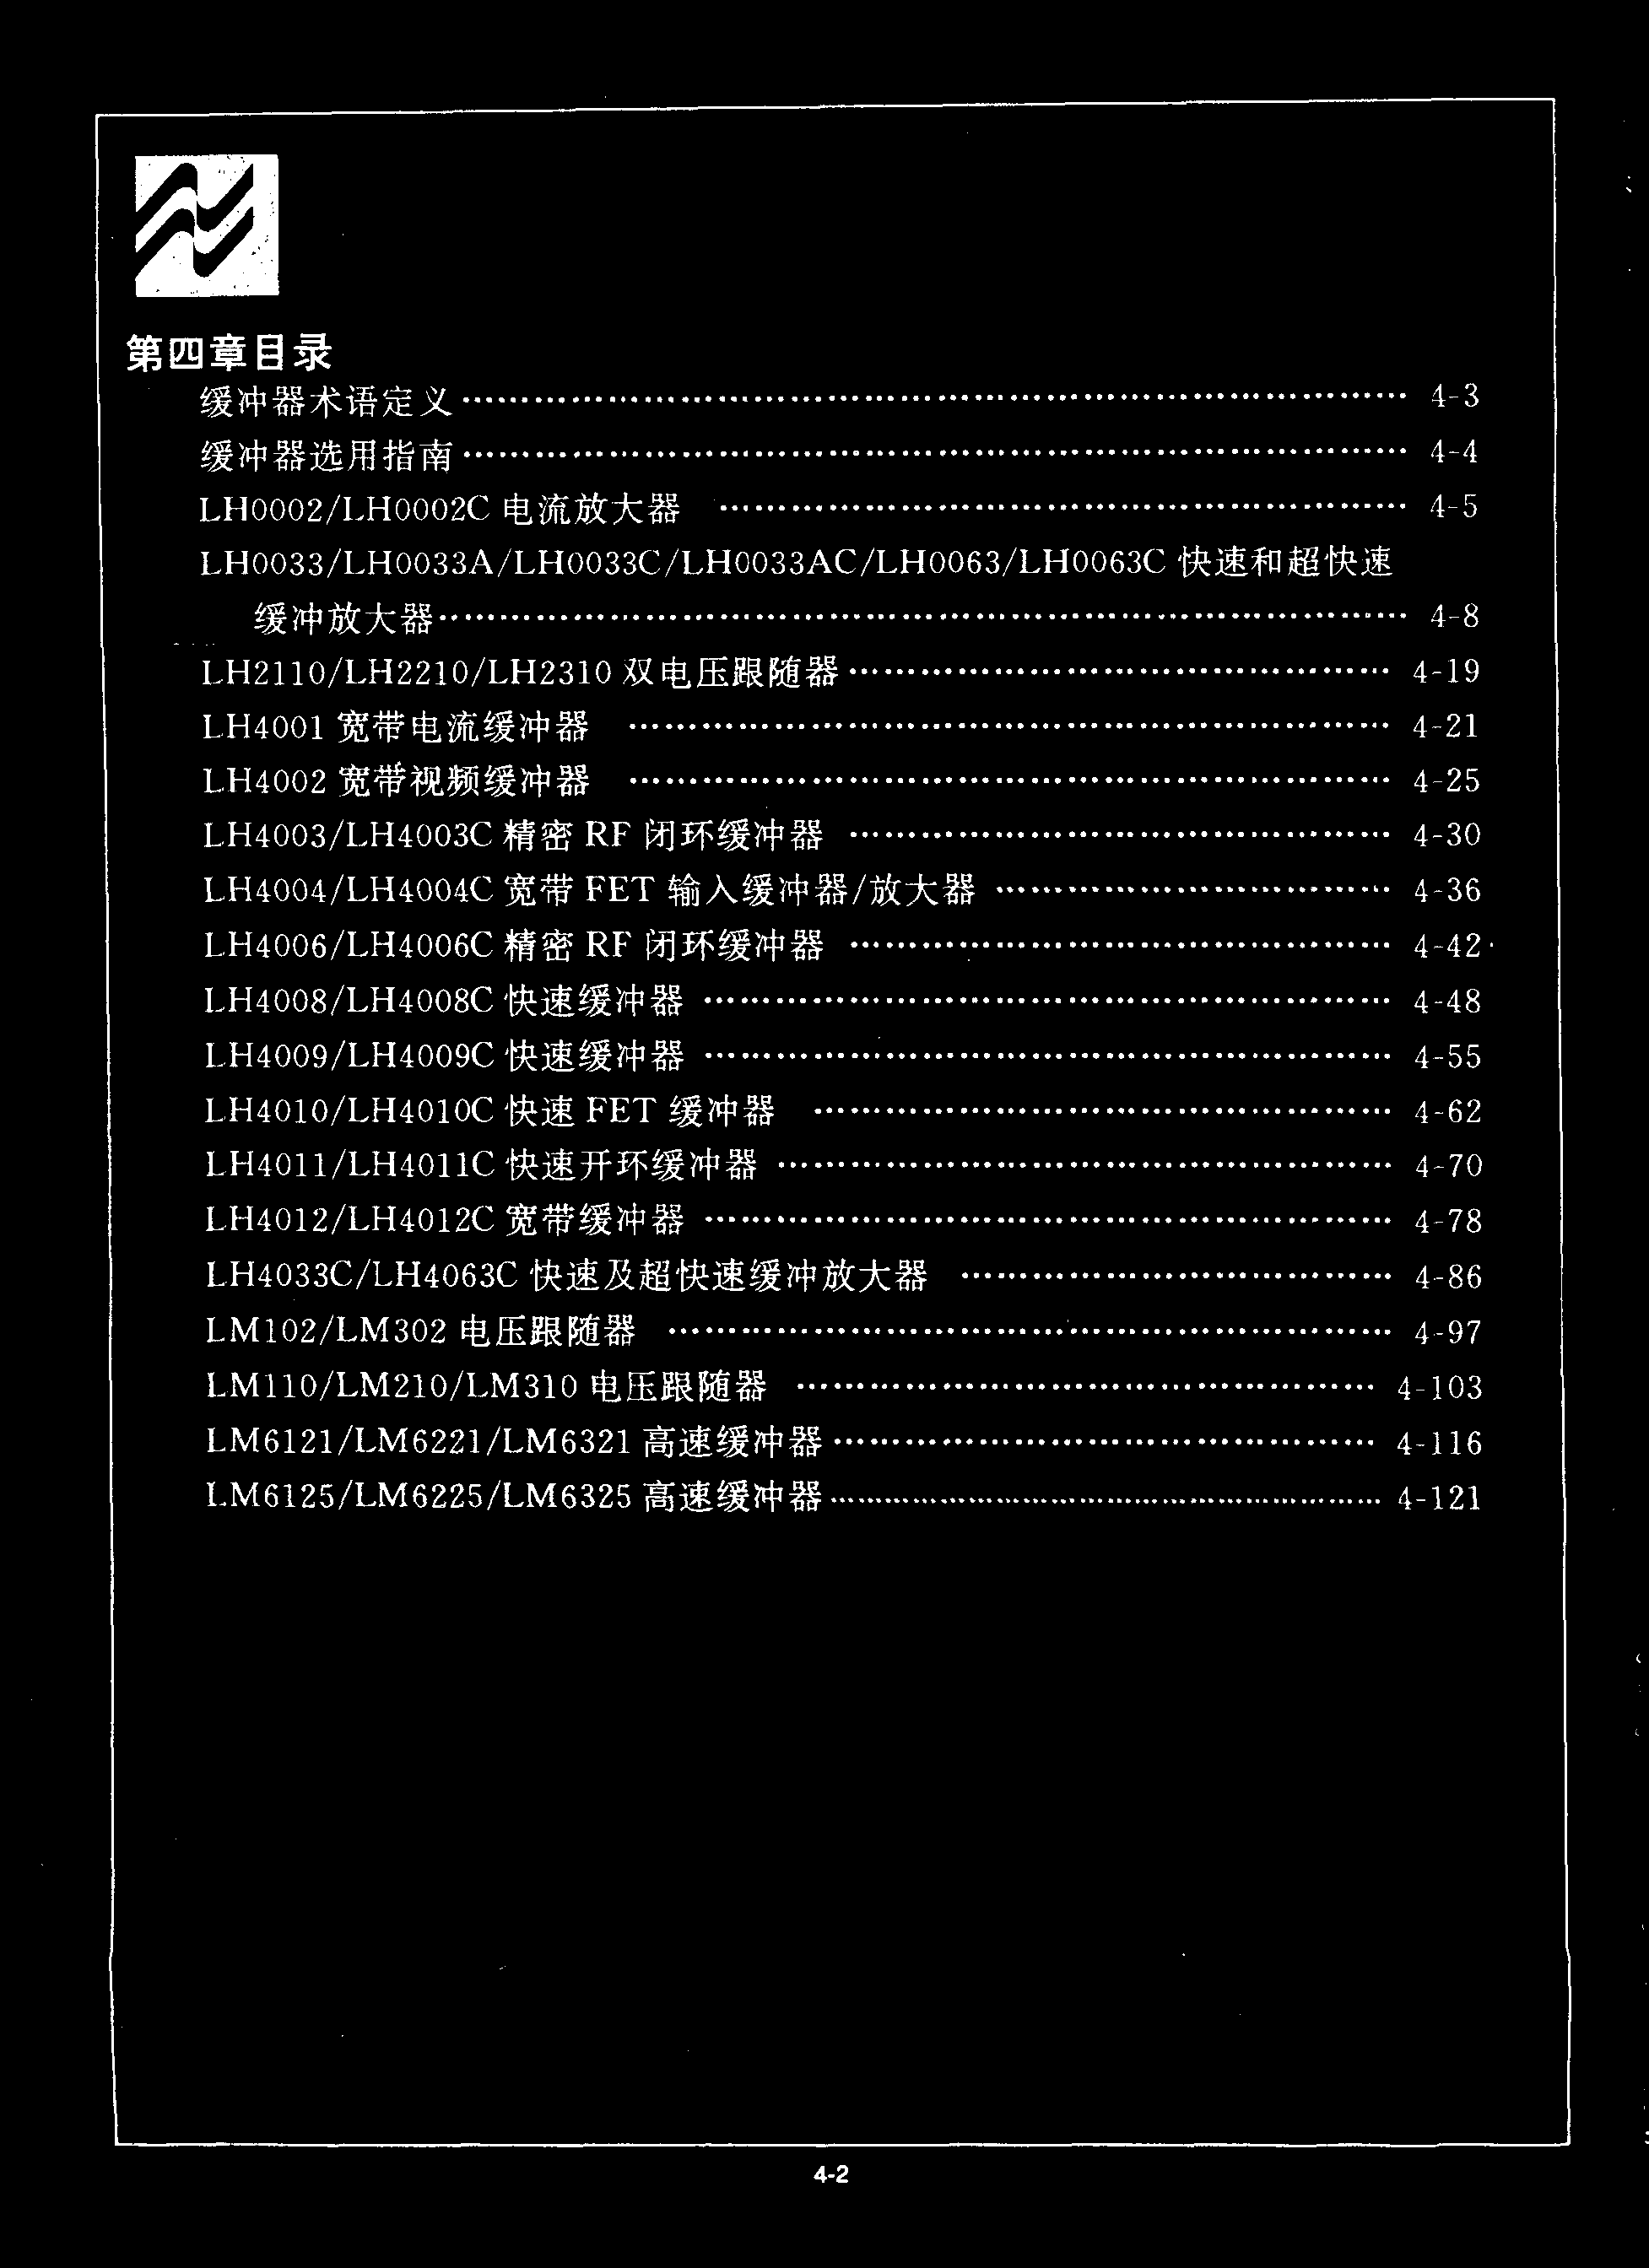 第四章目录
缓冲器术语定义…………………………………………………………………… 4-3
缓冲器选用指南…………………………………………………………………… 4-4
LH0002/LH0002C 电流放大器 ………………………………………………… 4-5
LH0033/LH0033A/LH0033C/LH0033AC/LH0063/LH0063C 快速和超快速
缓冲放大器……………………………………………………………………… 4-8
LH2110/LH2210/LH2310 双电压跟随器……………………………………… 4-19
LH4001 宽带电流缓冲器 ……………………………………………………… 4-21
LH4002 宽带视频缓冲器 ……………………………………………………… 4-25
LH4003/LH4003C 精密 RF 闭环缓冲器 ……………………………………… 4-30
LH4004/LH4004C 宽带 FET 输入缓冲器/放大器 …………………………… 4-36
LH4006/LH4006C 精密 RF 闭环缓冲器 ……………………………………… 4-42
LH4008/LH4008C 快速缓冲器 ………………………………………………… 4-48
LH4009/LH4009C 快速缓冲器 ………………………………………………… 4-55
LH4010/LH4010C 快速 FET 缓冲器 ………………………………………… 4-62
LH4011/LH4011C 快速开环缓冲器 …………………………………………… 4-70
LH4012/LH4012C 宽带缓冲器 ………………………………………………… 4-78
LH4033C/LH4063C 快速及超快速缓冲放大器 ……………………………… 4-86
LM102/LM302 电压跟随器 …………………………………………………… 4-97
LM110/LM210/LM310 电压跟随器 …………………………………………… 4-103
LM6121/LM6221/LM6321 高速缓冲器………………………………………… 4-116
LM6125/LM6225/LM6325 高速缓冲器………………………………………… 4-121
4-2